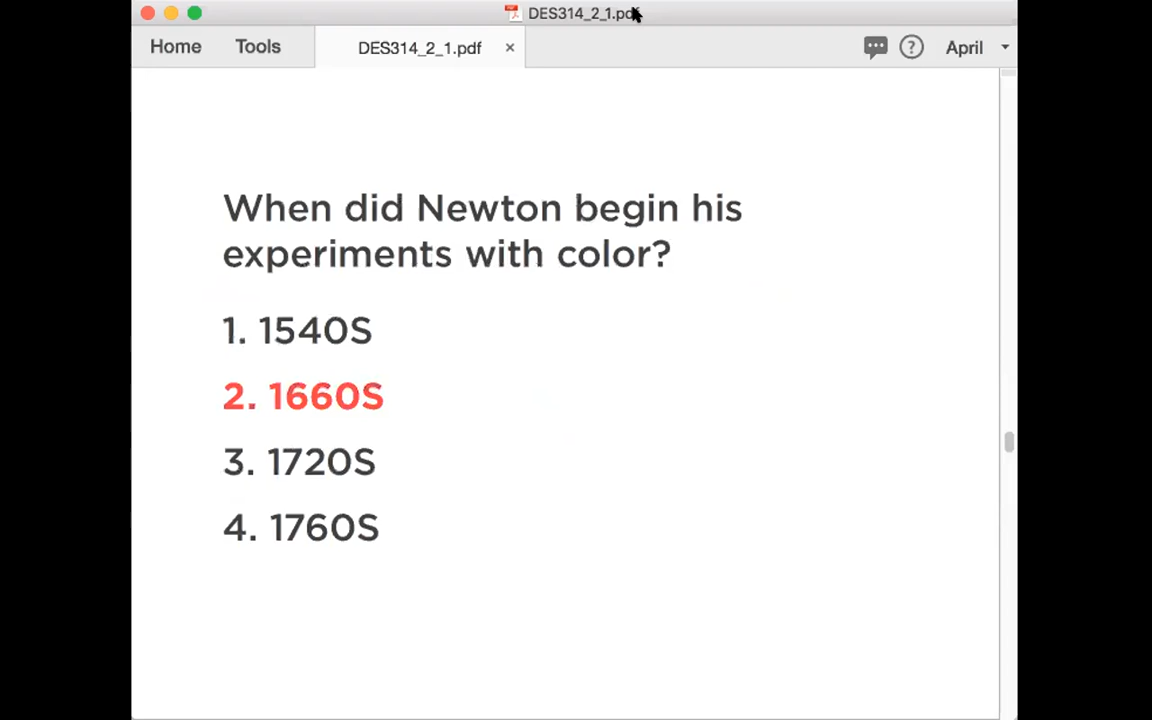 DES314_2_1.pdf
Home Tools DES314_2_1.pdf × ? April
When did Newton begin his
experiments with color?
1. 1540S
2. 1660S
3. 1720S
4. 1760S